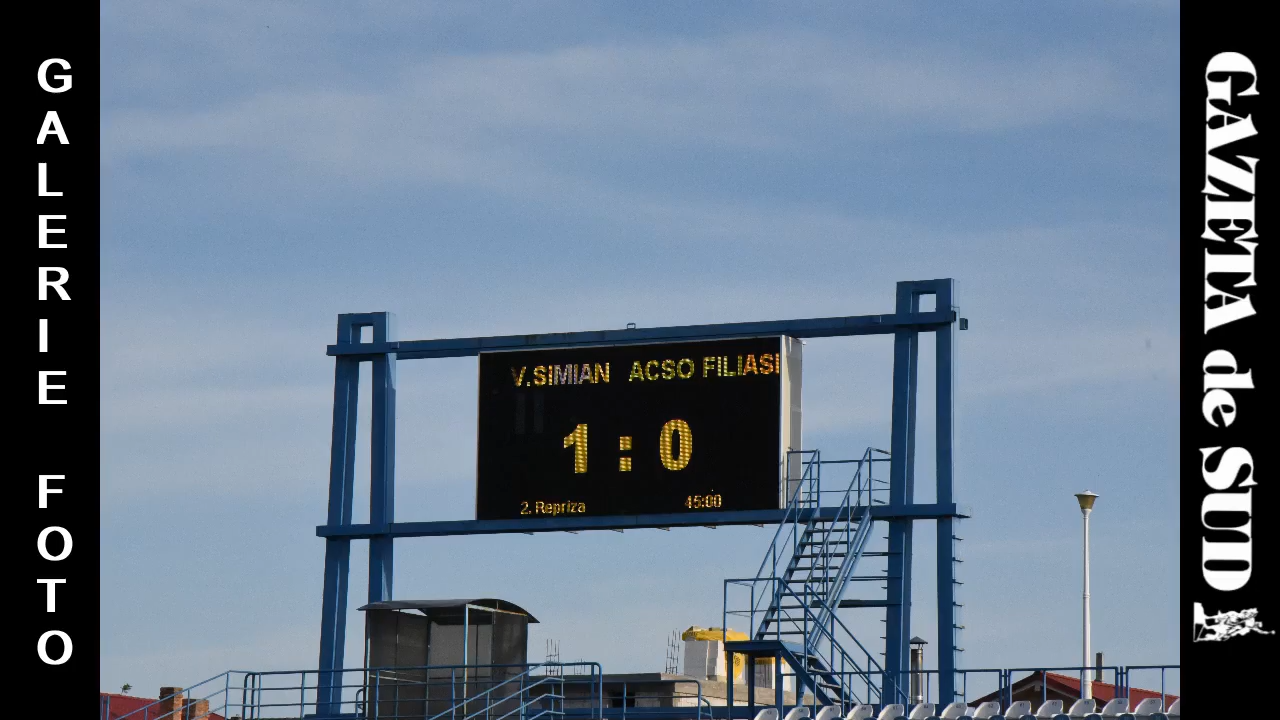 GALERIE FOTO
V.SIMIAN ACSO FILIASI
1 : 0
2. Repriza 45:00
GAZETA de SUD